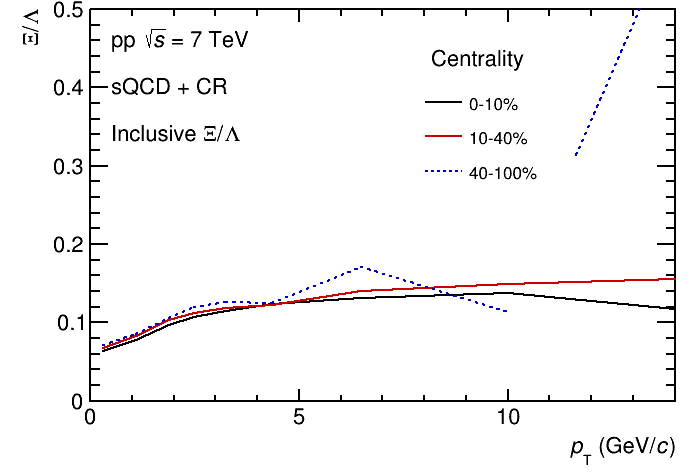 Ξ/Λ
0.5
0.4
0.3
0.2
0.1
0
pp √s = 7 TeV
sQCD + CR
Inclusive Ξ/Λ
Centrality
0-10%
10-40%
40-100%
0 5 10
p_T (GeV/c)